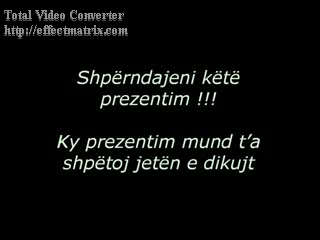 Total Video Converter
http://effectmatrix.com
Shpërndajeni këtë
prezentim !!!
Ky prezentim mund t’a
shpëtoj jetën e dikujt